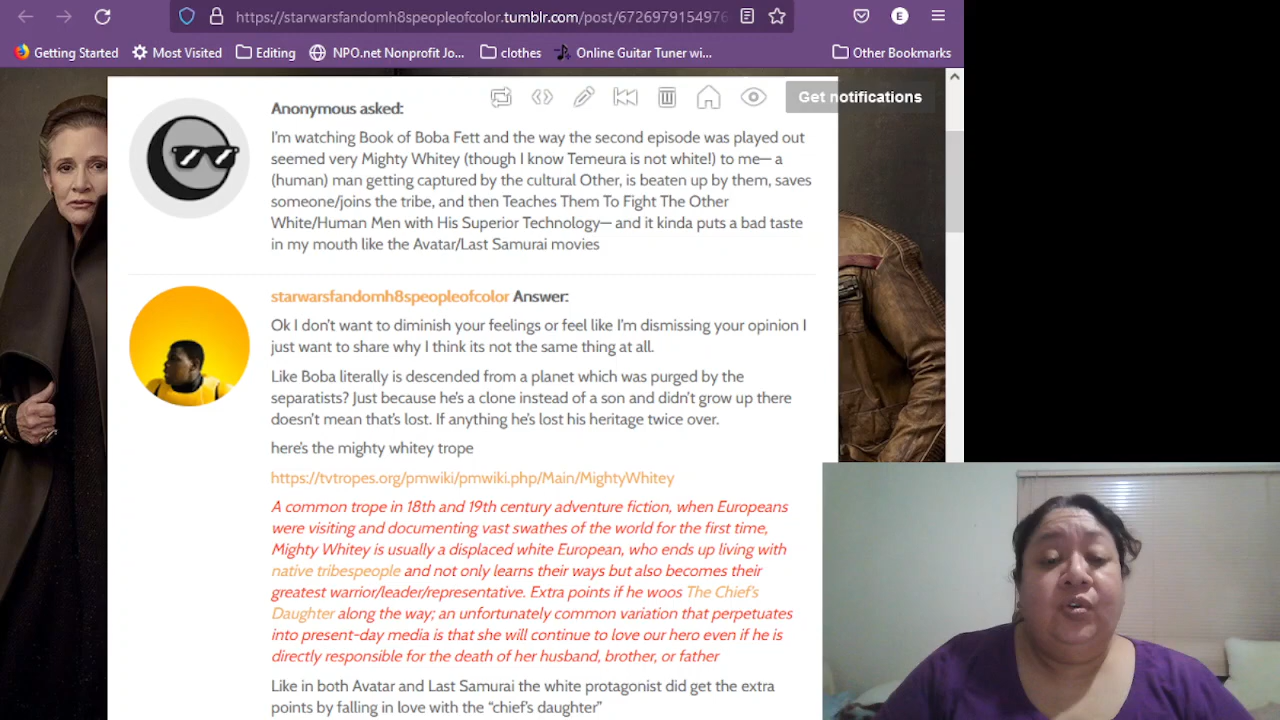 https://starwarsfandomh8speopleofcolor.tumblr.com/post/6726979154976
E
Getting Started
Most Visited
Editing
NPO.net Nonprofit Jo...
clothes
Online Guitar Tuner wi...
Other Bookmarks
Get notifications
Anonymous asked:
I'm watching Book of Boba Fett and the way the second episode was played out
seemed very Mighty Whitey (though I know Temeura is not white!) to me— a
(human) man getting captured by the cultural Other, is beaten up by them, saves
someone/joins the tribe, and then Teaches Them To Fight The Other
White/Human Men with His Superior Technology— and it kinda puts a bad taste
in my mouth like the Avatar/Last Samurai movies
starwarsfandomh8speopleofcolor Answer:
Ok I don't want to diminish your feelings or feel like I'm dismissing your opinion I
just want to share why I think its not the same thing at all.
Like Boba literally is descended from a planet which was purged by the
separatists? Just because he's a clone instead of a son and didn't grow up there
doesn't mean that's lost. If anything he's lost his heritage twice over.
here's the mighty whitey trope
https://tvtropes.org/pmwiki/pmwiki.php/Main/MightyWhitey
A common trope in 18th and 19th century adventure fiction, when Europeans
were visiting and documenting vast swathes of the world for the first time,
Mighty Whitey is usually a displaced white European, who ends up living with
native tribespeople and not only learns their ways but also becomes their
greatest warrior/leader/representative. Extra points if he woos The Chief's
Daughter along the way; an unfortunately common variation that perpetuates
into present-day media is that she will continue to love our hero even if he is
directly responsible for the death of her husband, brother, or father
Like in both Avatar and Last Samurai the white protagonist did get the extra
points by falling in love with the “chief's daughter”